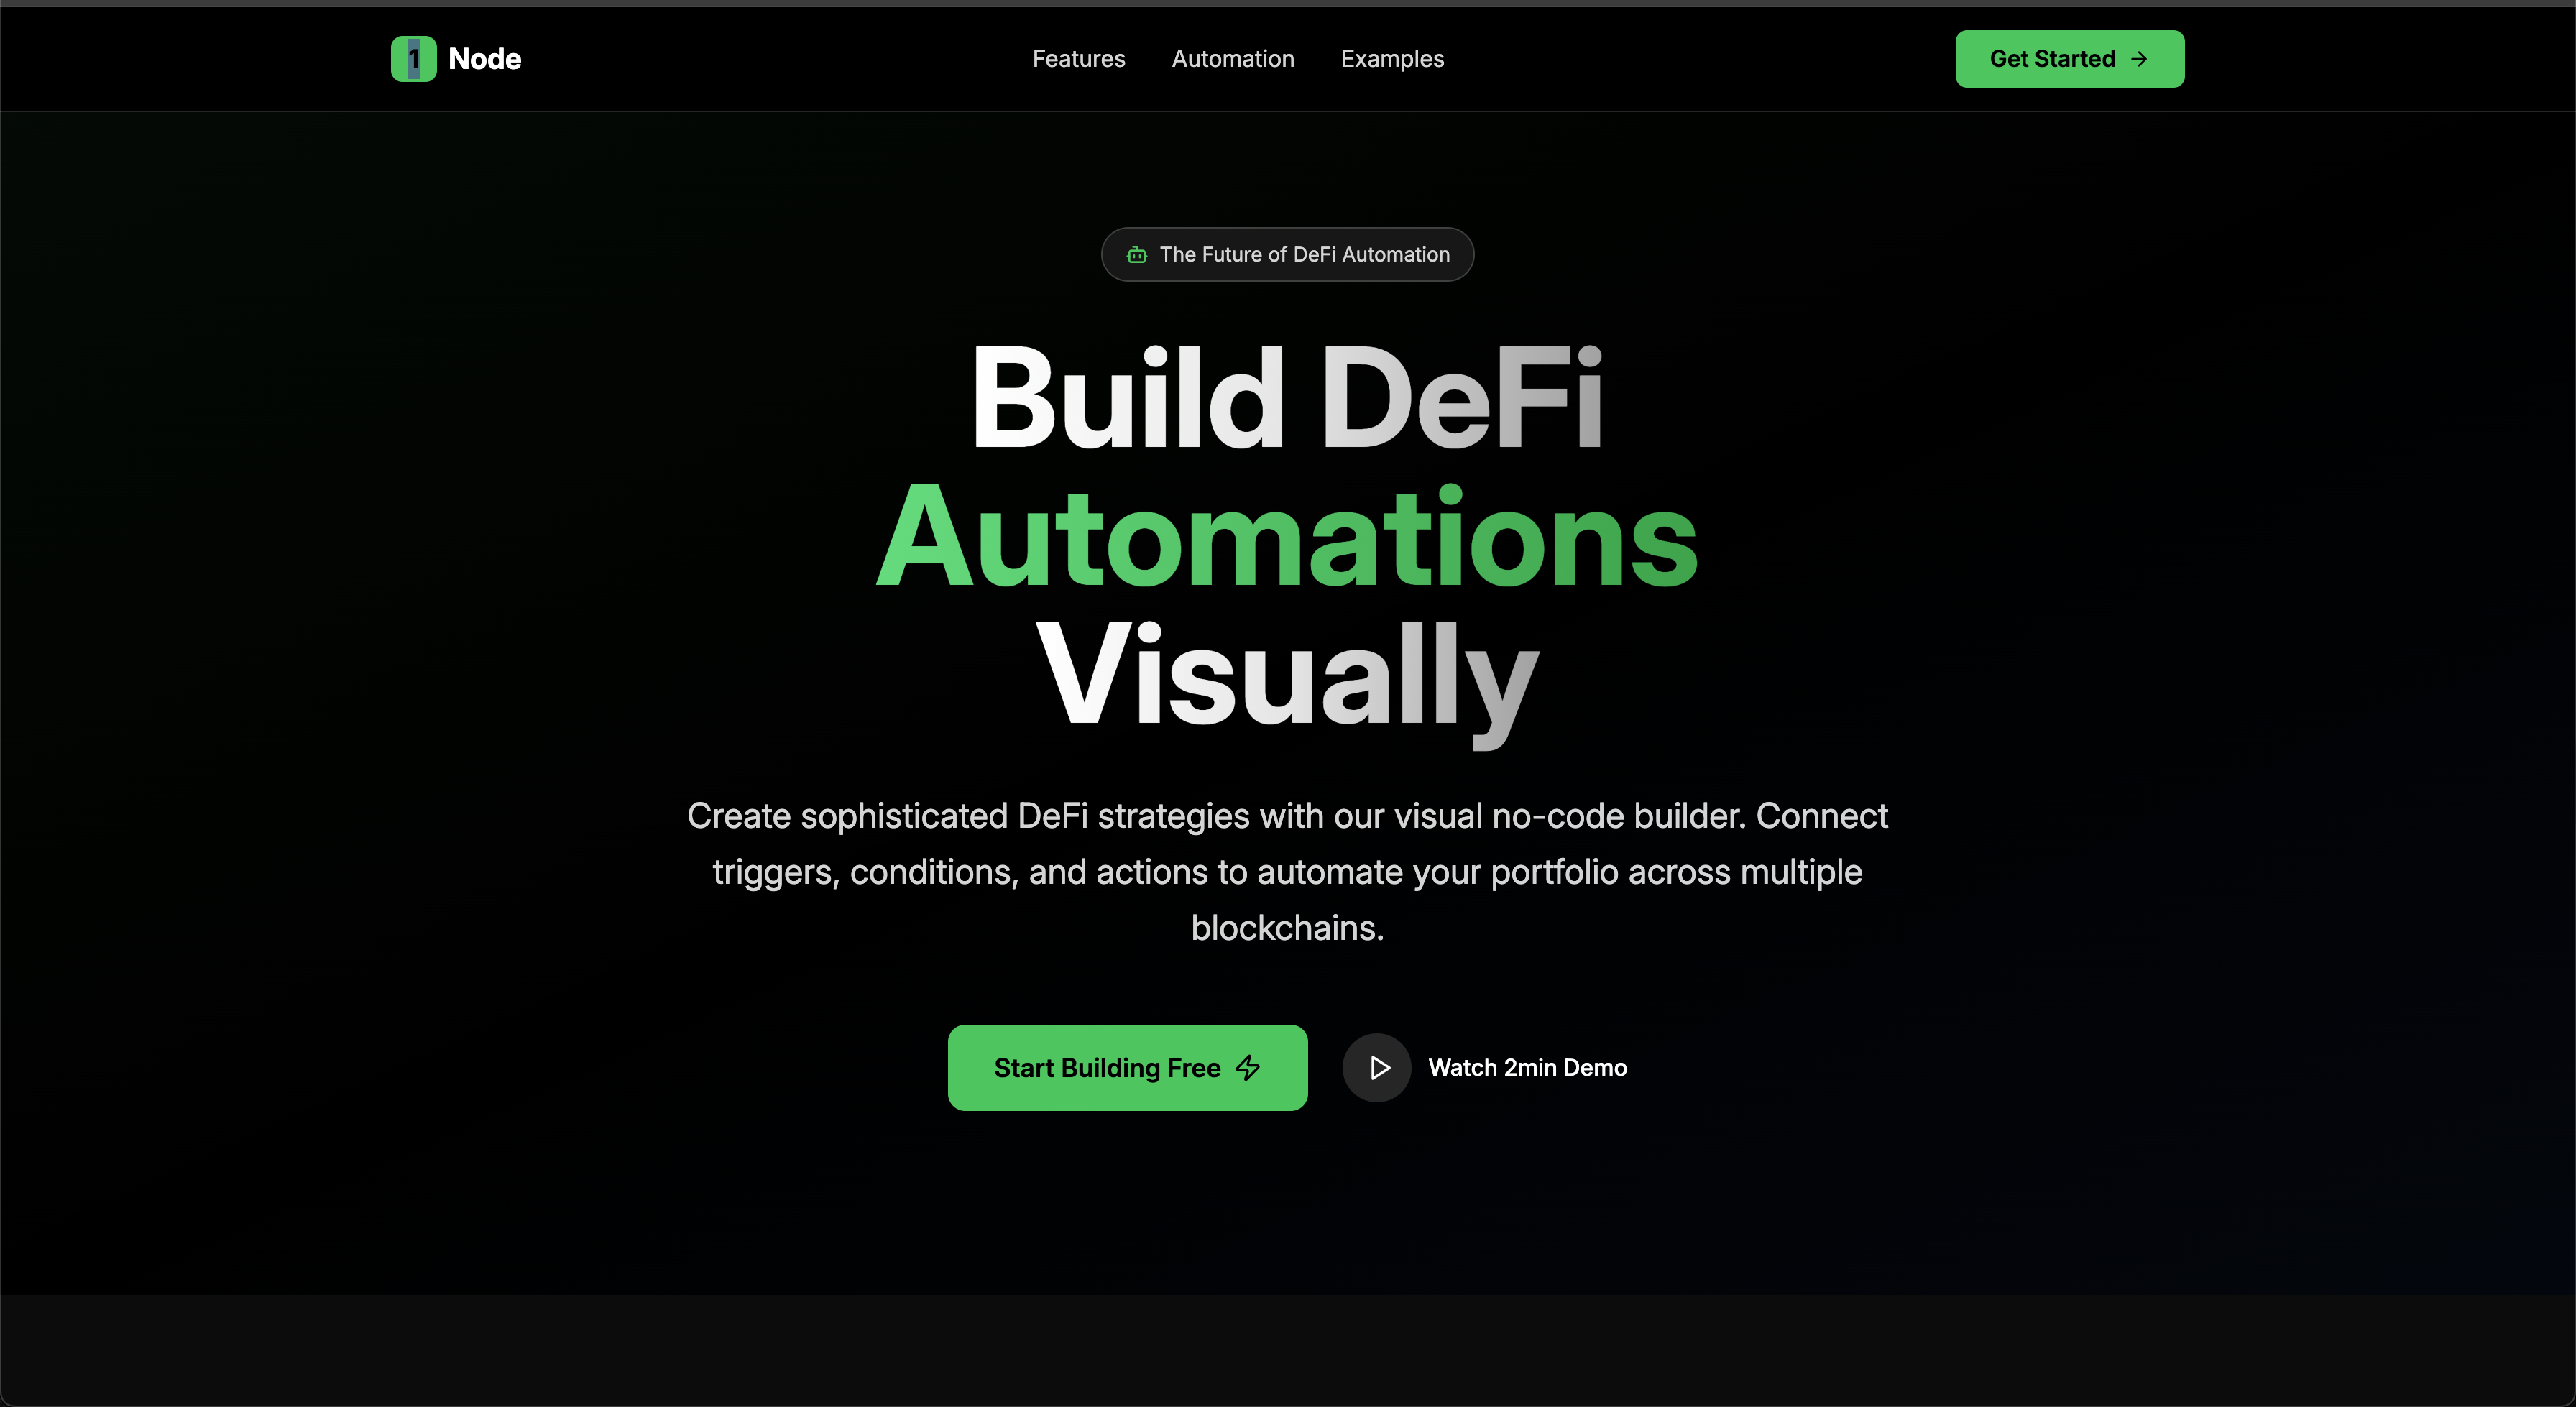 1 Node
Features
Automation
Examples
Get Started
The Future of DeFi Automation
Build DeFi
Automations
Visually
Create sophisticated DeFi strategies with our visual no-code builder. Connect
triggers, conditions, and actions to automate your portfolio across multiple
blockchains.
Start Building Free
Watch 2min Demo